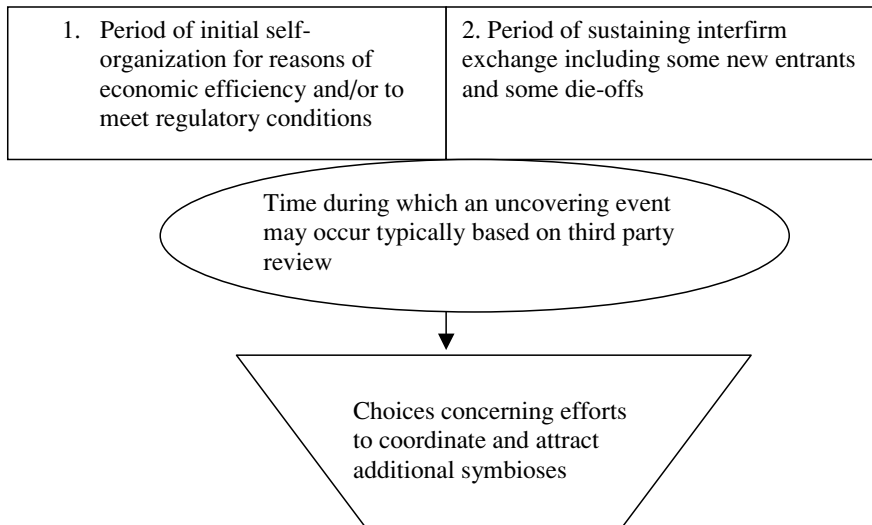 1. Period of initial self-
organization for reasons of
economic efficiency and/or to
meet regulatory conditions
2. Period of sustaining interfirm
exchange including some new entrants
and some die-offs
Time during which an uncovering event
may occur typically based on third party
review
Choices concerning efforts
to coordinate and attract
additional symbioses